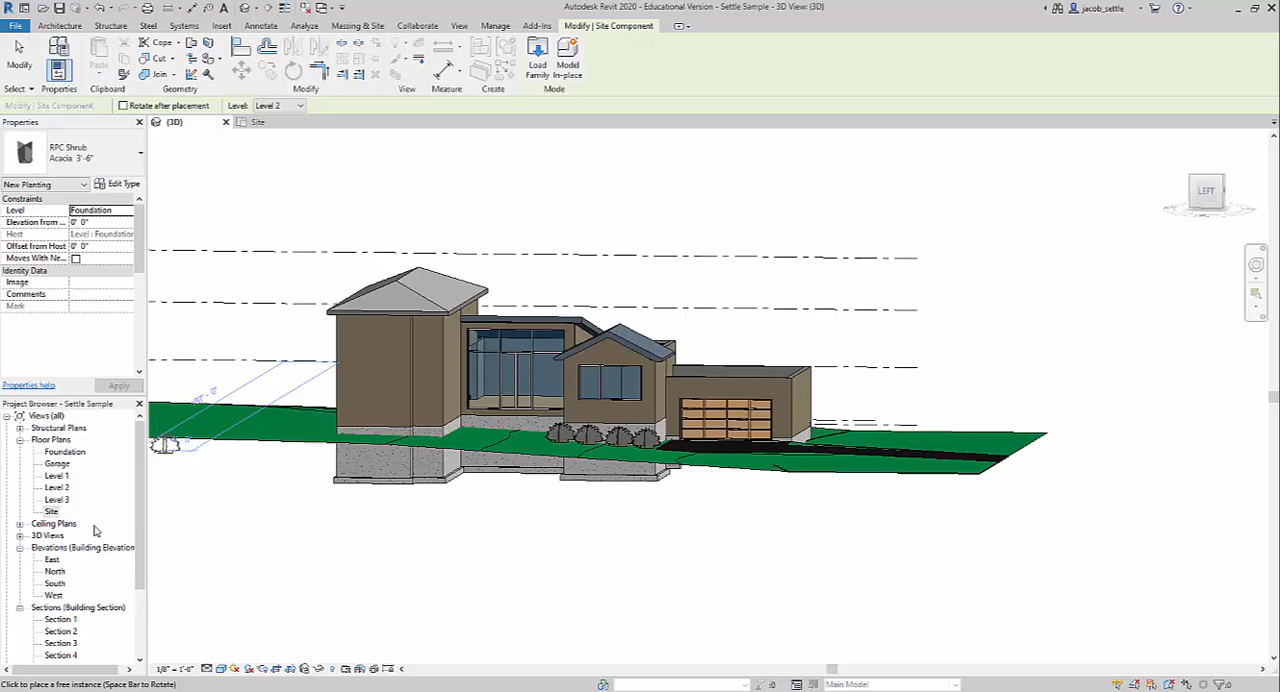 Autodesk Revit 2020 - Educational Version - Settle Sample - 3D View: {3D}
jacob_settle
File Architecture Structure Steel Systems Insert Annotate Analyze Massing & Site Collaborate View Manage Add-Ins Modify | Site Component
Modify
Paste
Cope
Cut
Join
Load Family
Model In-place
Select Properties Clipboard Geometry Modify View Measure Create Mode
Modify | Site Component Rotate after placement Level: Level 2
Properties
{3D}
Site
RPC Shrub
Acacia 3'-6"
New Planting Edit Type
Constraints
Level Foundation
Elevation from ... 0' 0"
Host Level : Foundation
Offset from Host 0' 0"
Moves With Ne...
Identity Data
Image
Comments
Mark
Properties help Apply
LEFT
Project Browser - Settle Sample
Views (all)
Structural Plans
Floor Plans
Foundation
Garage
Level 1
Level 2
Level 3
Site
Ceiling Plans
3D Views
Elevations (Building Elevation
East
North
South
West
Sections (Building Section)
Section 1
Section 2
Section 3
Section 4
1/8" = 1'-0"
Click to place a free instance (Space Bar to Rotate)
:0
Main Model
:0